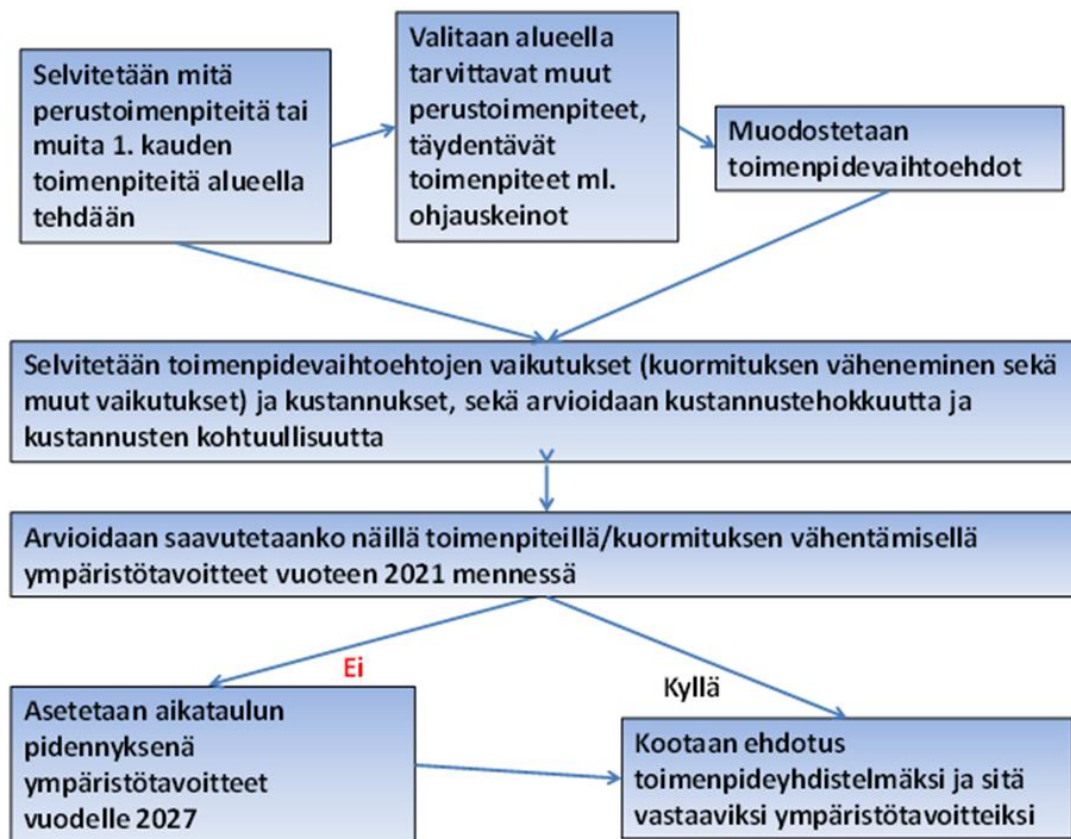 Selvitetään mitä
perustoimenpiteitä tai
muita 1. kauden
toimenpiteitä alueella
tehdään
Valitaan alueella
tarvittavat muut
perustoimenpiteet,
täydentävät
toimenpiteet ml.
ohjauskeinot
Muodostetaan
toimenpidevaihtoehdot
Selvitetään toimenpidevaihtoehtojen vaikutukset (kuormituksen väheneminen sekä
muut vaikutukset) ja kustannukset, sekä arvioidaan kustannustehokkuutta ja
kustannusten kohtuullisuutta
Arvioidaan saavutetaanko näillä toimenpiteillä/kuormituksen vähentämisellä
ympäristötavoitteet vuoteen 2021 mennessä
Ei
Kyllä
Asetetaan aikataulun
pidennyksenä
ympäristötavoitteet
vuodelle 2027
Kootaan ehdotus
toimenpideyhdistelmäksi ja sitä
vastaaviksi ympäristötavoitteiksi